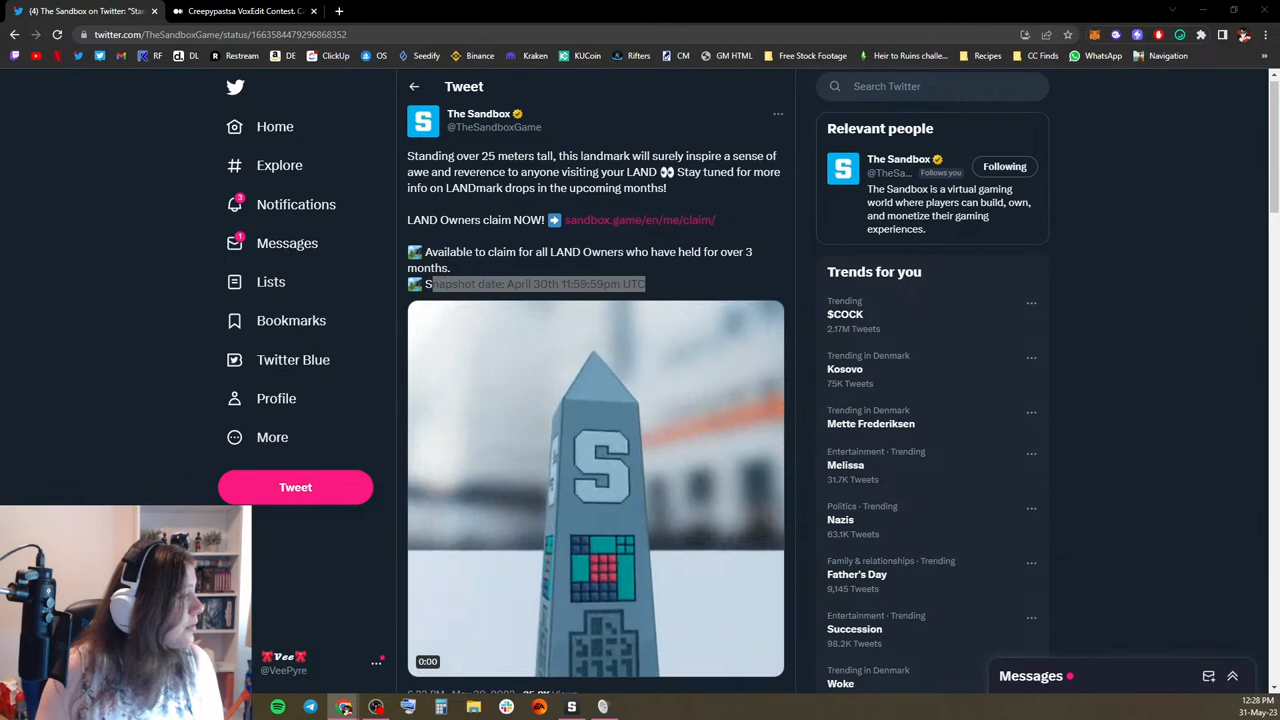 (4) The Sandbox on Twitter: "Stan
Creepypastsa VoxEdit Contest. Ca
twitter.com/TheSandboxGame/status/1663584479296868352
RF
DL
Restream
DE
ClickUp
OS
Seedify
Binance
Kraken
KUCoin
Rifters
CM
GM HTML
Free Stock Footage
Heir to Ruins challe...
Recipes
CC Finds
WhatsApp
Navigation
»
Home
Explore
3
Notifications
1
Messages
Lists
Bookmarks
Twitter Blue
Profile
More
Tweet
Vee
@VeePyre
Tweet
The Sandbox
@TheSandboxGame
Standing over 25 meters tall, this landmark will surely inspire a sense of
awe and reverence to anyone visiting your LAND 👀 Stay tuned for more
info on LANDmark drops in the upcoming months!
LAND Owners claim NOW! ➡️ sandbox.game/en/me/claim/
🏞️ Available to claim for all LAND Owners who have held for over 3
months.
🏞️ Snapshot date: April 30th 11:59:59pm UTC
S
0:00
Search Twitter
Relevant people
The Sandbox
@TheSa... Follows you
Following
The Sandbox is a virtual gaming
world where players can build, own,
and monetize their gaming
experiences.
Trends for you
Trending
$COCK
2.17M Tweets
Trending in Denmark
Kosovo
75K Tweets
Trending in Denmark
Mette Frederiksen
Entertainment · Trending
Melissa
31.7K Tweets
Politics · Trending
Nazis
63.1K Tweets
Family & relationships · Trending
Father's Day
9,145 Tweets
Entertainment · Trending
Succession
98.2K Tweets
Trending in Denmark
Woke
Messages
12:28 PM
31-May-23